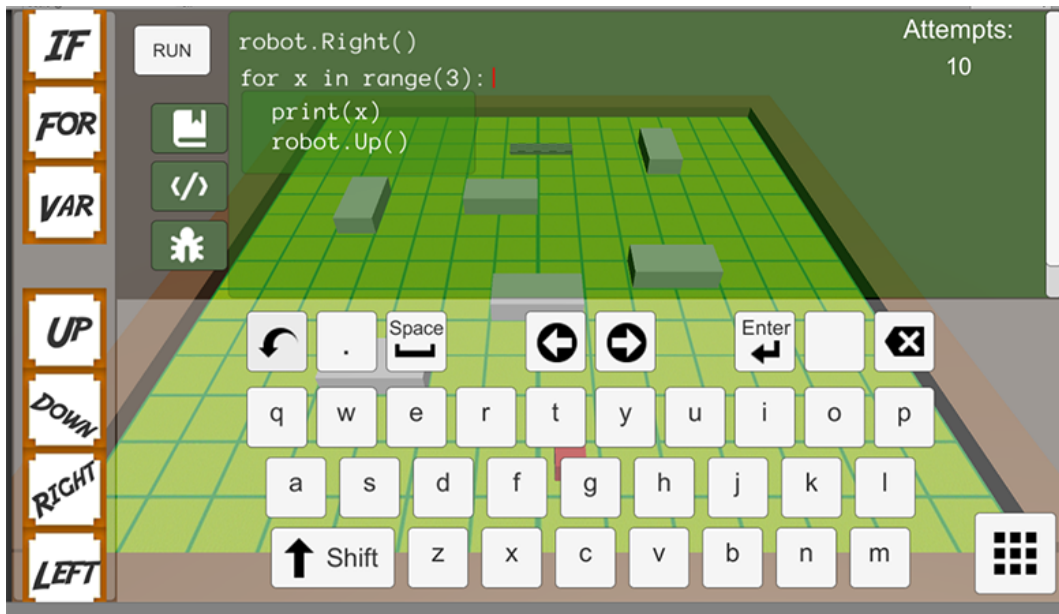 IF
FOR
VAR
UP
DOWN
RIGHT
LEFT
RUN
</>
robot.Right()
for x in range(3):
print(x)
robot.Up()
Attempts:
10
. Space Enter
q w e r t y u i o p
a s d f g h j k l
Shift z x c v b n m